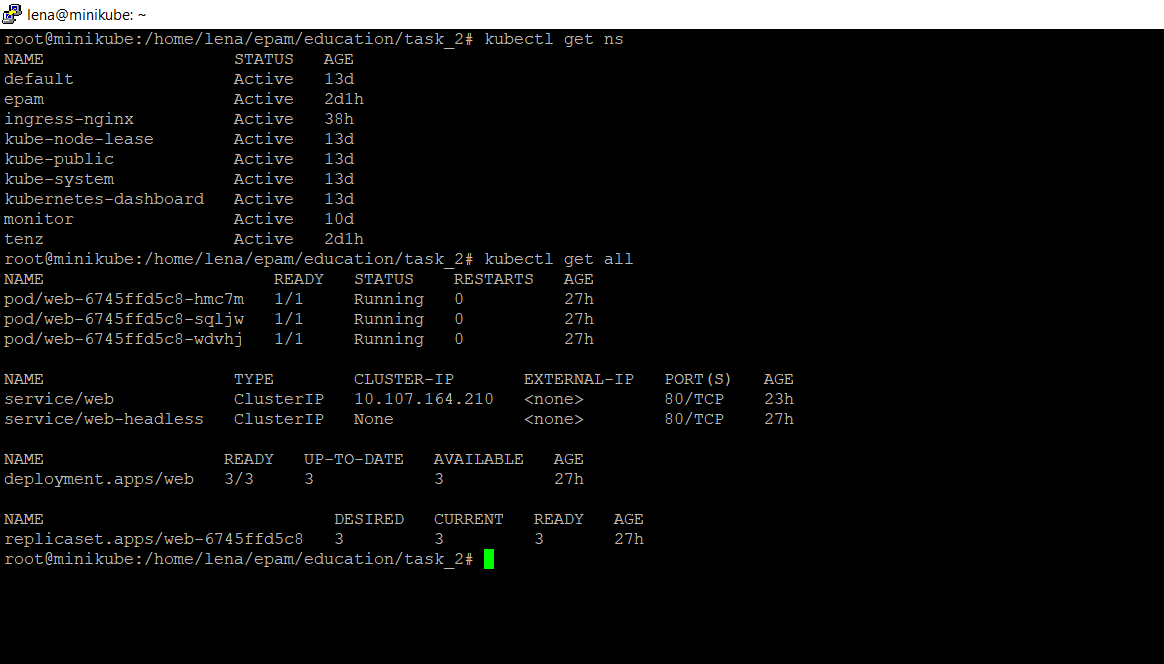 lena@minikube: ~
root@minikube:/home/lena/epam/education/task_2# kubectl get ns
NAME                   STATUS   AGE
default                Active   13d
epam                   Active   2d1h
ingress-nginx          Active   38h
kube-node-lease        Active   13d
kube-public            Active   13d
kube-system            Active   13d
kubernetes-dashboard   Active   13d
monitor                Active   10d
tenz                   Active   2d1h
root@minikube:/home/lena/epam/education/task_2# kubectl get all
NAME                       READY   STATUS    RESTARTS   AGE
pod/web-6745ffd5c8-hmc7m   1/1     Running   0          27h
pod/web-6745ffd5c8-sqljw   1/1     Running   0          27h
pod/web-6745ffd5c8-wdvhj   1/1     Running   0          27h
NAME                   TYPE        CLUSTER-IP       EXTERNAL-IP   PORT(S)   AGE
service/web            ClusterIP   10.107.164.210   <none>        80/TCP    23h
service/web-headless   ClusterIP   None             <none>        80/TCP    27h
NAME                  READY   UP-TO-DATE   AVAILABLE   AGE
deployment.apps/web   3/3     3            3           27h
NAME                             DESIRED   CURRENT   READY   AGE
replicaset.apps/web-6745ffd5c8   3         3         3       27h
root@minikube:/home/lena/epam/education/task_2#